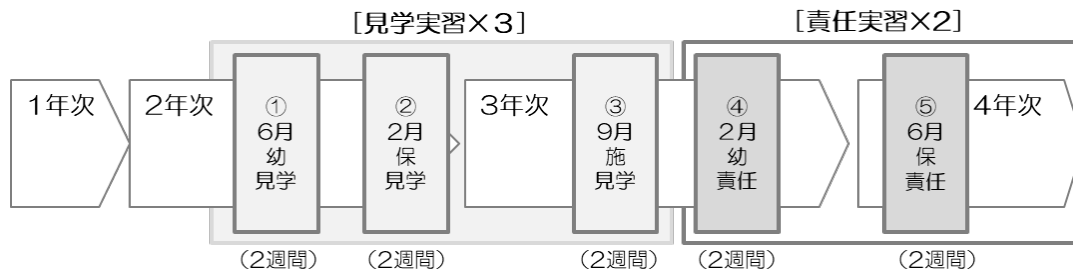 [見学実習×3]
[責任実習×2]
1年次
2年次
①
6月
幼
見学
②
2月
保
見学
3年次
③
9月
施
見学
④
2月
幼
責任
⑤
6月
保
責任
4年次
(2週間)
(2週間)
(2週間)
(2週間)
(2週間)